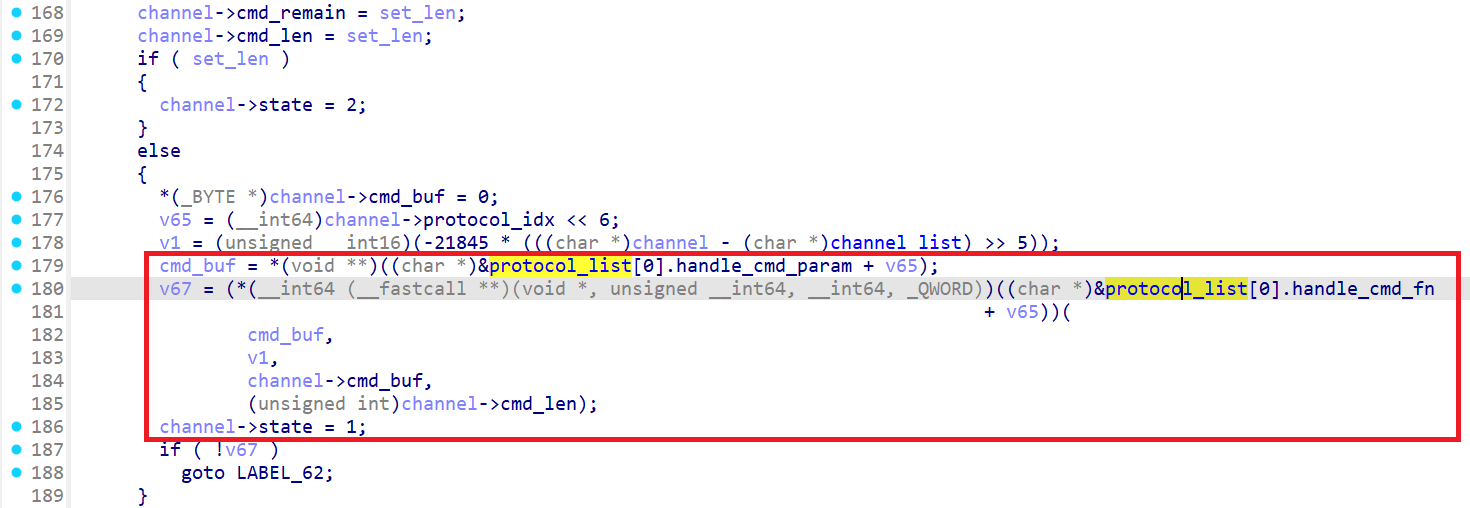 168 channel->cmd_remain = set_len;
169 channel->cmd_len = set_len;
170 if ( set_len )
171 {
172 channel->state = 2;
173 }
174 else
175 {
176 *(_BYTE *)channel->cmd_buf = 0;
177 v65 = (__int64)channel->protocol_idx << 6;
178 v1 = (unsigned __int16)(-21845 * (((char *)channel - (char *)channel_list) >> 5));
179 cmd_buf = *(void **)((char *)&protocol_list[0].handle_cmd_param + v65);
180 v67 = (*(__int64 (__fastcall **)(void *, unsigned __int64, __int64, _QWORD))((char *)&protocol_list[0].handle_cmd_fn
181 + v65))(
182 cmd_buf,
183 v1,
184 channel->cmd_buf,
185 (unsigned int)channel->cmd_len);
186 channel->state = 1;
187 if ( !v67 )
188 goto LABEL_62;
189 }